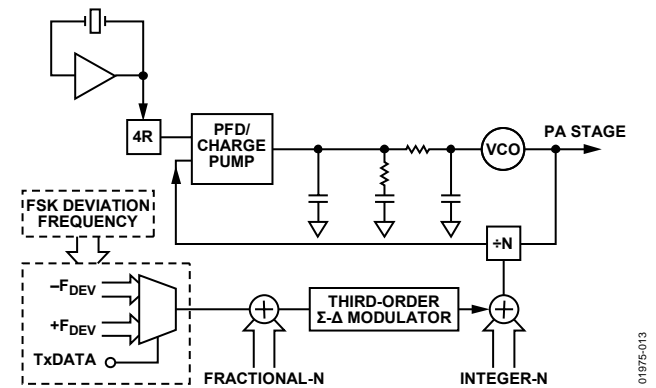 4R
PFD/
CHARGE
PUMP
VCO
PA STAGE
FSK DEVIATION
FREQUENCY
÷N
–FDEV
+FDEV
TxDATA
THIRD-ORDER
Σ-Δ MODULATOR
FRACTIONAL-N
INTEGER-N
01975-013